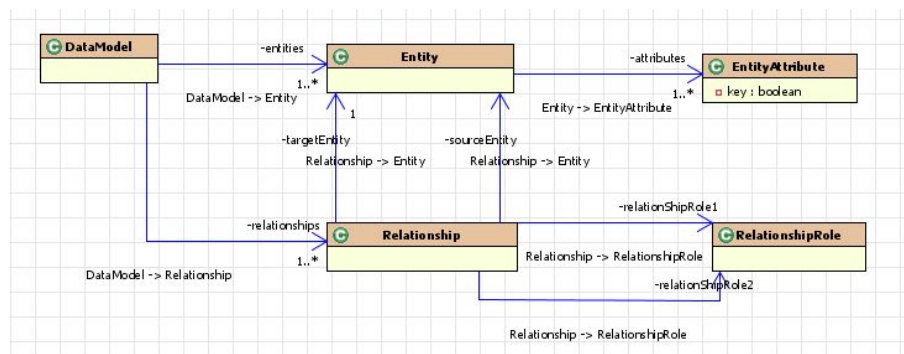 C DataModel
-entities
C Entity
-attributes
C EntityAttribute
1..*
DataModel -> Entity
1..*
key : boolean
Entity -> EntityAttribute
1
-targetEntity
-sourceEntity
Relationship -> Entity
Relationship -> Entity
-relationShipRole1
-relationships
C Relationship
C RelationshipRole
1..*
Relationship -> RelationshipRole
DataModel -> Relationship
-relationShipRole2
Relationship -> RelationshipRole